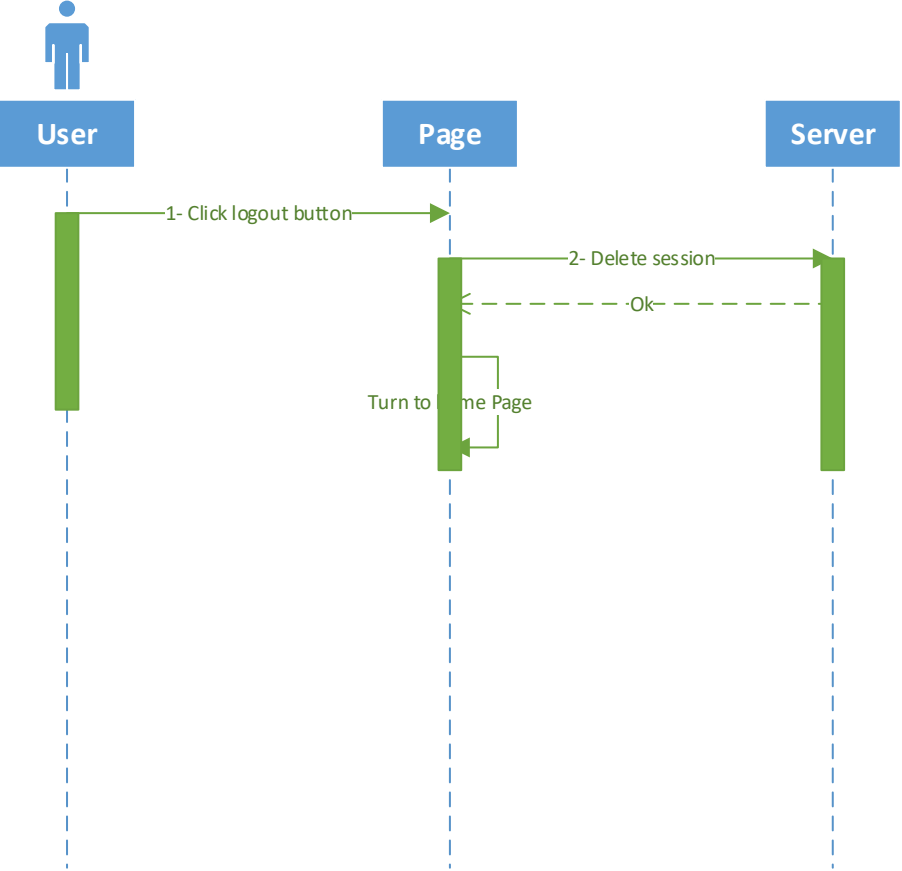 User
Page
Server
1- Click logout button
2- Delete session
Ok
Turn to me Page